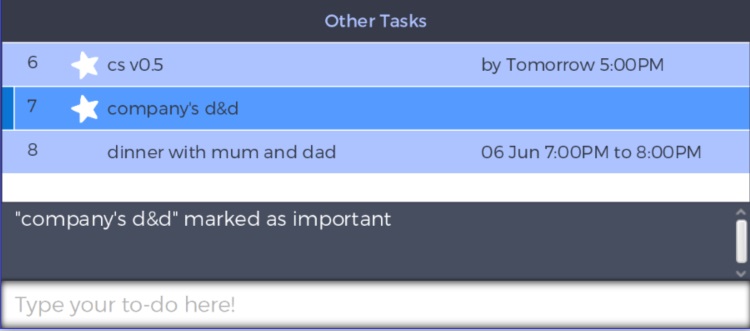 Other Tasks
6 cs v0.5 by Tomorrow 5:00PM
7 company's d&d
8 dinner with mum and dad 06 Jun 7:00PM to 8:00PM
"company's d&d" marked as important
Type your to-do here!